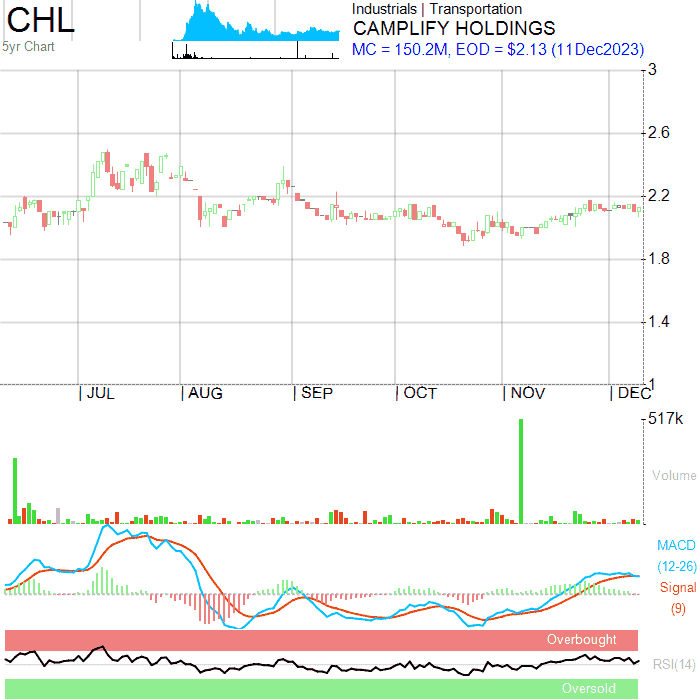 CHL
5yr Chart
Industrials | Transportation
CAMPLIFY HOLDINGS
MC = 150.2M, EOD = $2.13 (11Dec2023)
3
2.6
2.2
1.8
1.4
1
JUL
AUG
SEP
OCT
NOV
DEC
517k
Volume
MACD
(12-26)
Signal
(9)
Overbought
RSI(14)
Oversold